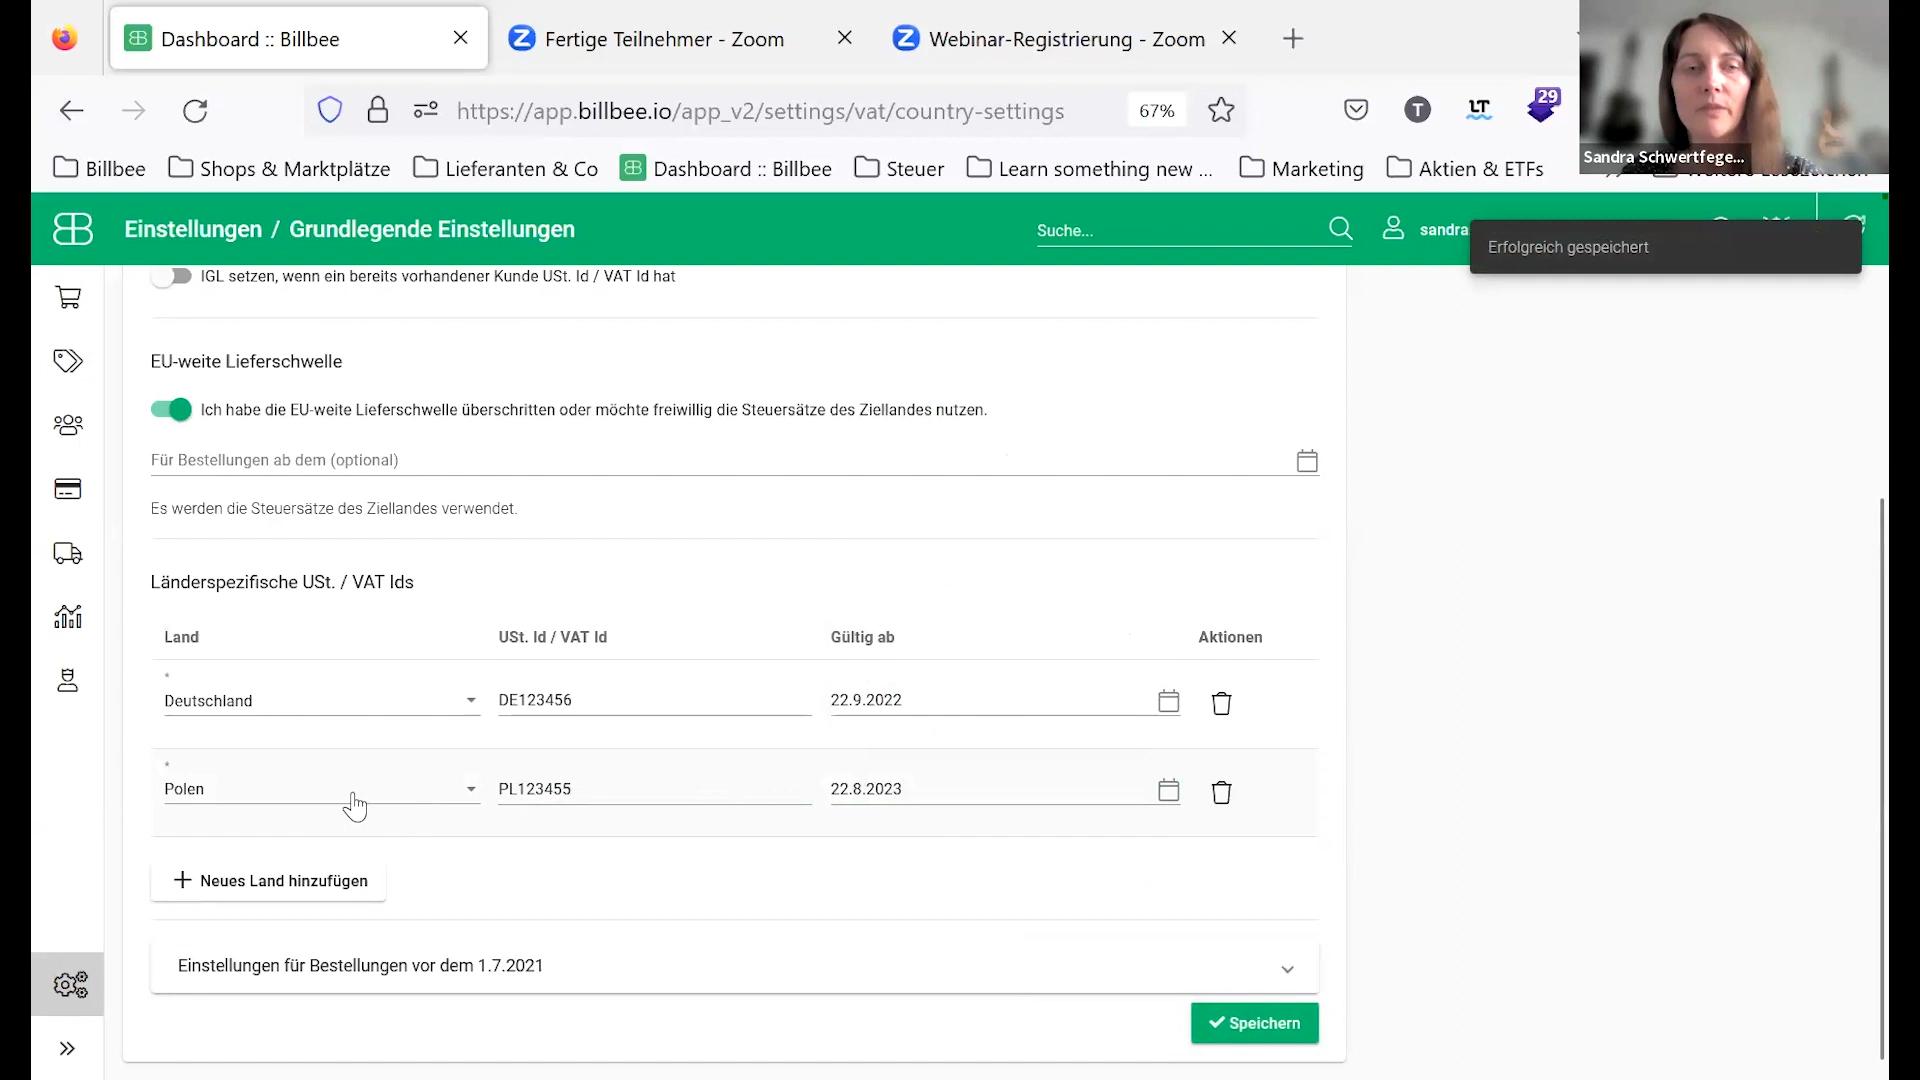 Dashboard :: Billbee
Fertige Teilnehmer - Zoom
Webinar-Registrierung - Zoom
https://app.billbee.io/app_v2/settings/vat/country-settings
67%
T
LT
29
Sandra Schwertfege...
Billbee
Shops & Marktplätze
Lieferanten & Co
Dashboard :: Billbee
Steuer
Learn something new ...
Marketing
Aktien & ETFs
Einstellungen / Grundlegende Einstellungen
Suche...
sandra
Erfolgreich gespeichert
IGL setzen, wenn ein bereits vorhandener Kunde USt. Id / VAT Id hat
EU-weite Lieferschwelle
Ich habe die EU-weite Lieferschwelle überschritten oder möchte freiwillig die Steuersätze des Ziellandes nutzen.
Für Bestellungen ab dem (optional)
Es werden die Steuersätze des Ziellandes verwendet.
Länderspezifische USt. / VAT Ids
Land
USt. Id / VAT Id
Gültig ab
Aktionen
*
Deutschland
DE123456
22.9.2022
*
Polen
PL123455
22.8.2023
Neues Land hinzufügen
Einstellungen für Bestellungen vor dem 1.7.2021
Speichern